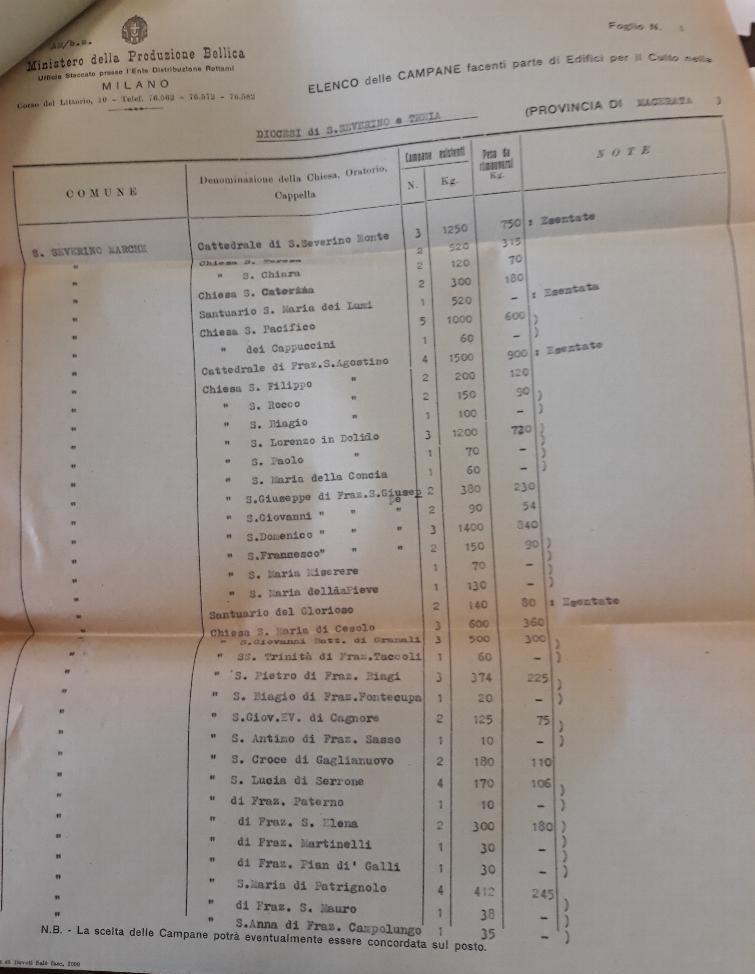 Foglio N. 1
AS/b.s.
Ministero della Produzione Bellica
Ufficio Staccato presso l'Ente Distribuzione Rottami
MILANO
Corso del Littorio, 10 - Telef. 76.562 - 76.572 - 76.582
ELENCO delle CAMPANE facenti parte di Edifici per il Culto nella
DIOCESI di S.SEVERINO e TREIA (PROVINCIA DI MACERATA )
COMUNE Denominazione della Chiesa, Oratorio, Cappella Campane esistenti N. Kg. Peso da rimuoversi Kg. NOTE
S. SEVERINO MARCHE Cattedrale di S.Severino Monte 3 1250 750 : Esentate
" Chiesa S. Teresa 2 520 315
" " S. Chiara 2 120 70
" Chiesa S. Caterina 2 300 180
" Santuario S. Maria dei Lumi 1 520 - : Esentata
" Chiesa S. Pacifico 5 1000 600 )
" " dei Cappuccini 1 60 - )
" Cattedrale di Fraz.S.Agostino 4 1500 900 : Esentate
" Chiesa S. Filippo " 2 200 120
" " S. Rocco " 2 150 90 )
" " S. Biagio " 1 100 - )
" " S. Lorenzo in Dolido 3 1200 720 )
" " S. Paolo " 1 70 - )
" " S. Maria della Concia 1 60 - )
" " S.Giuseppe di Fraz.S.Giusep pe 2 380 230
" " S.Giovanni " " " 2 90 54
" " S.Domenico " " " 3 1400 840
" " S.Francesco" " " 2 150 90 )
" " S. Maria Miserere 1 70 - )
" " S. Maria dellaPieve 1 130 - )
" Santuario del Glorioso 2 140 80 : Esentate
" Chiesa S. Maria di Cesolo 3 600 360
" " S.Giovanni Batt. di Granali 3 500 300 )
" " SS. Trinità di Fraz.Taccoli 1 60 - )
" " S. Pietro di Fraz. Biagi 3 374 225 )
" " S. Biagio di Fraz.Fontecupa 1 20 - )
" " S.Giov.EV. di Cagnore 2 125 75 )
" " S. Antimo di Fraz. Sasso 1 10 - )
" " S. Croce di Gaglianuovo 2 180 110
" " S. Lucia di Serrone 4 170 106 )
" " di Fraz. Paterno 1 10 - )
" " di Fraz. S. Elena 2 300 180 )
" " di Fraz. Martinelli 1 30 - )
" " di Fraz. Pian di' Galli 1 30 - )
" " S.Maria di Patrignolo 4 412 245 )
" " di Fraz. S. Mauro 1 38 - )
" " S.Anna di Fraz. Campolungo 1 35 - )
N.B. - La scelta delle Campane potrà eventualmente essere concordata sul posto.